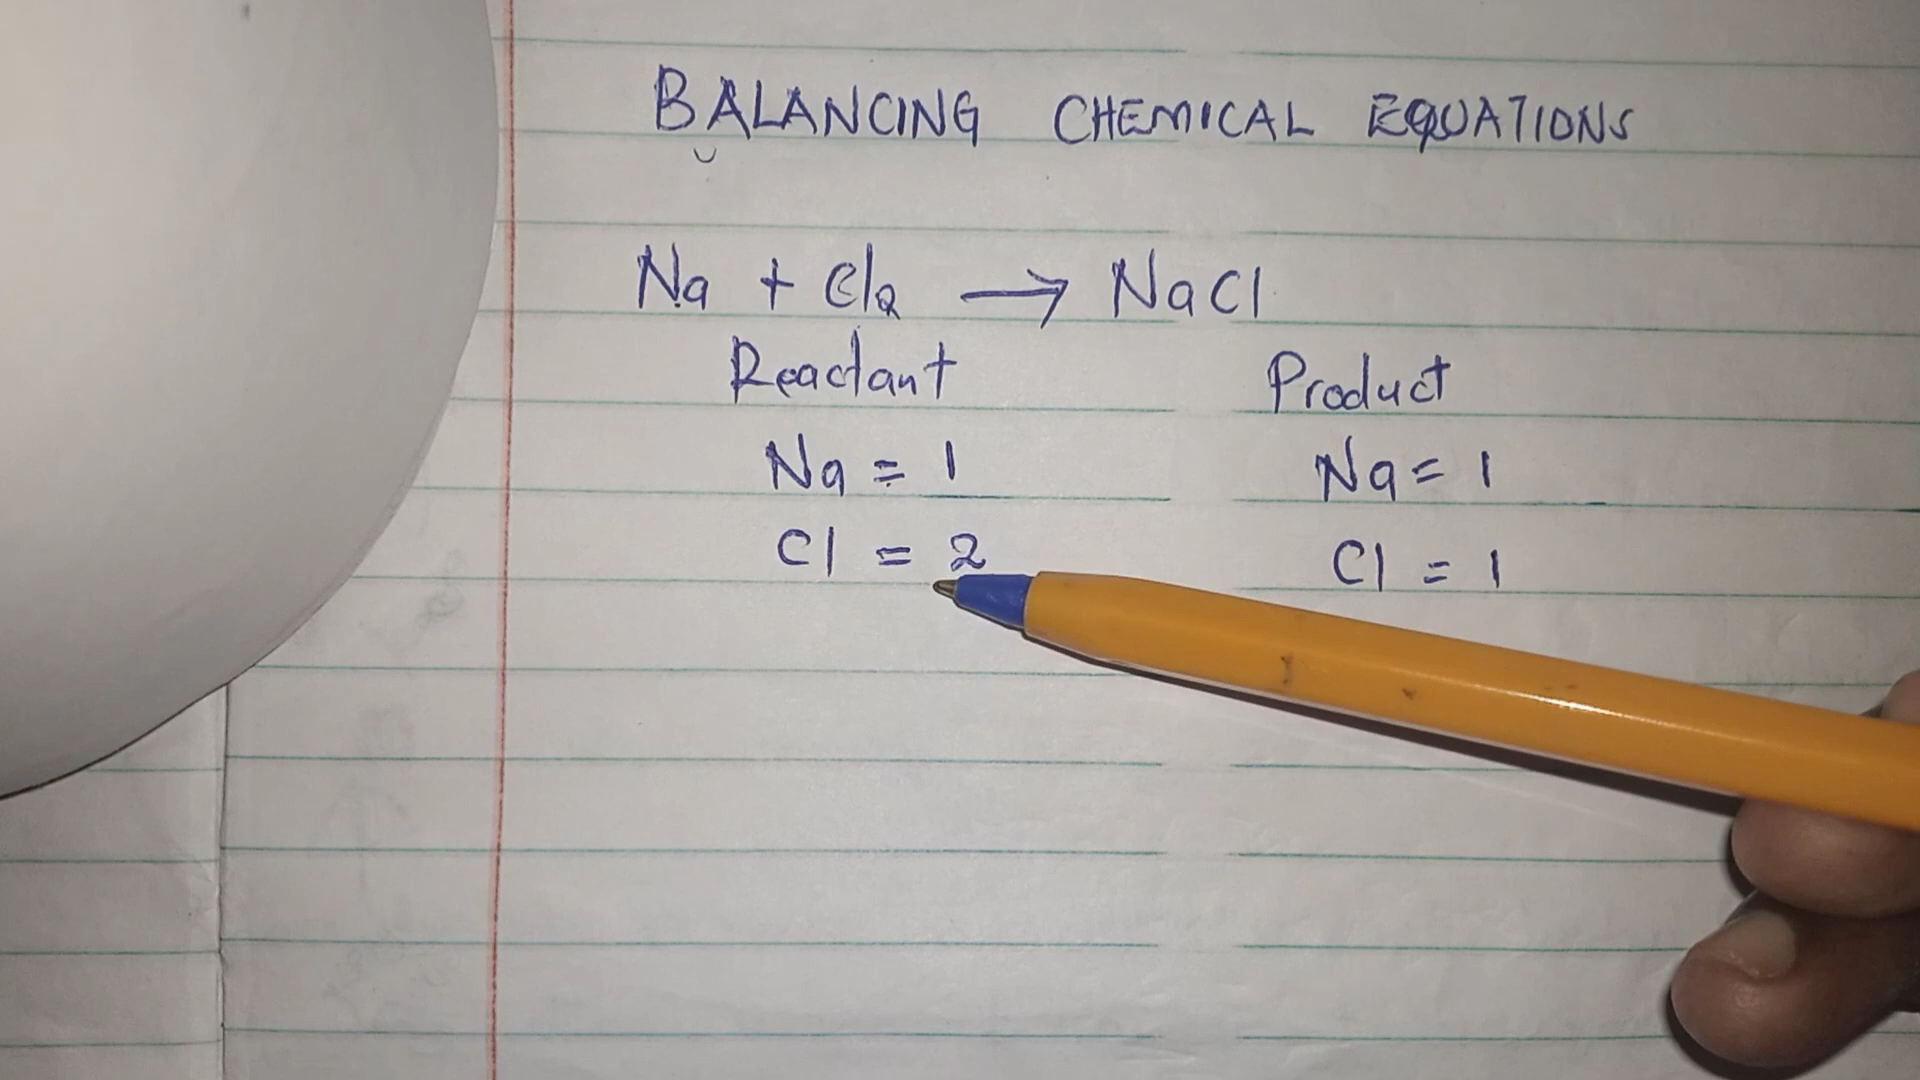 BALANCING CHEMICAL EQUATIONS
Na + Cl2 → NaCl
Reactant Product
Na = 1 Na = 1
Cl = 2 Cl = 1